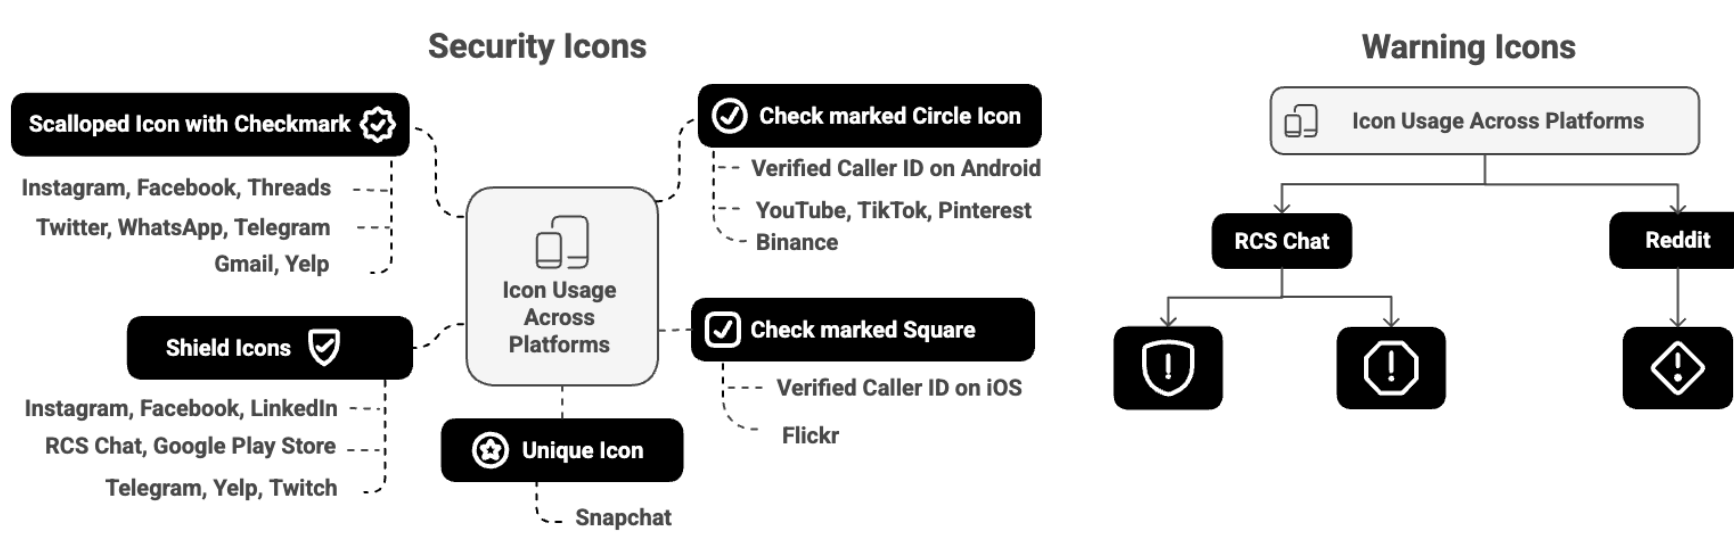 Security Icons
Scalloped Icon with Checkmark
Instagram, Facebook, Threads
Twitter, WhatsApp, Telegram
Gmail, Yelp
Shield Icons
Instagram, Facebook, LinkedIn
RCS Chat, Google Play Store
Telegram, Yelp, Twitch
Icon Usage
Across
Platforms
Unique Icon
Snapchat
Check marked Circle Icon
Verified Caller ID on Android
YouTube, TikTok, Pinterest
Binance
Check marked Square
Verified Caller ID on iOS
Flickr
Warning Icons
Icon Usage Across Platforms
RCS Chat
Reddit